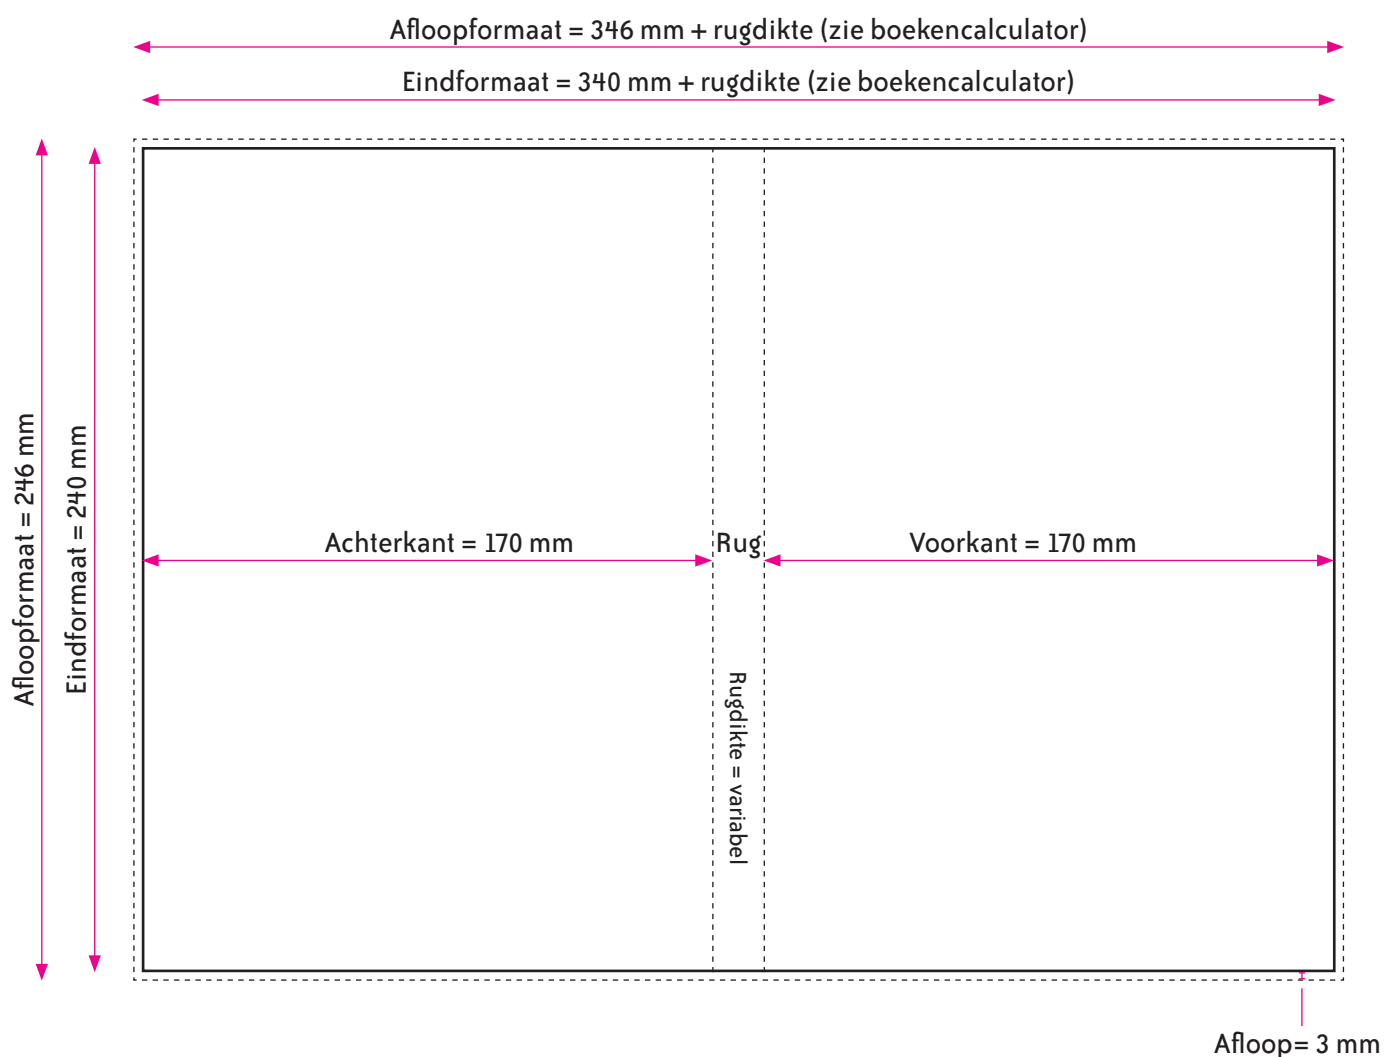 Afloopformaat = 346 mm + rugdikte (zie boekencalculator)
Eindformaat = 340 mm + rugdikte (zie boekencalculator)
Afloopformaat = 246 mm
Eindformaat = 240 mm
Achterkant = 170 mm
Rug
Voorkant = 170 mm
Rugdikte = variabel
Afloop= 3 mm